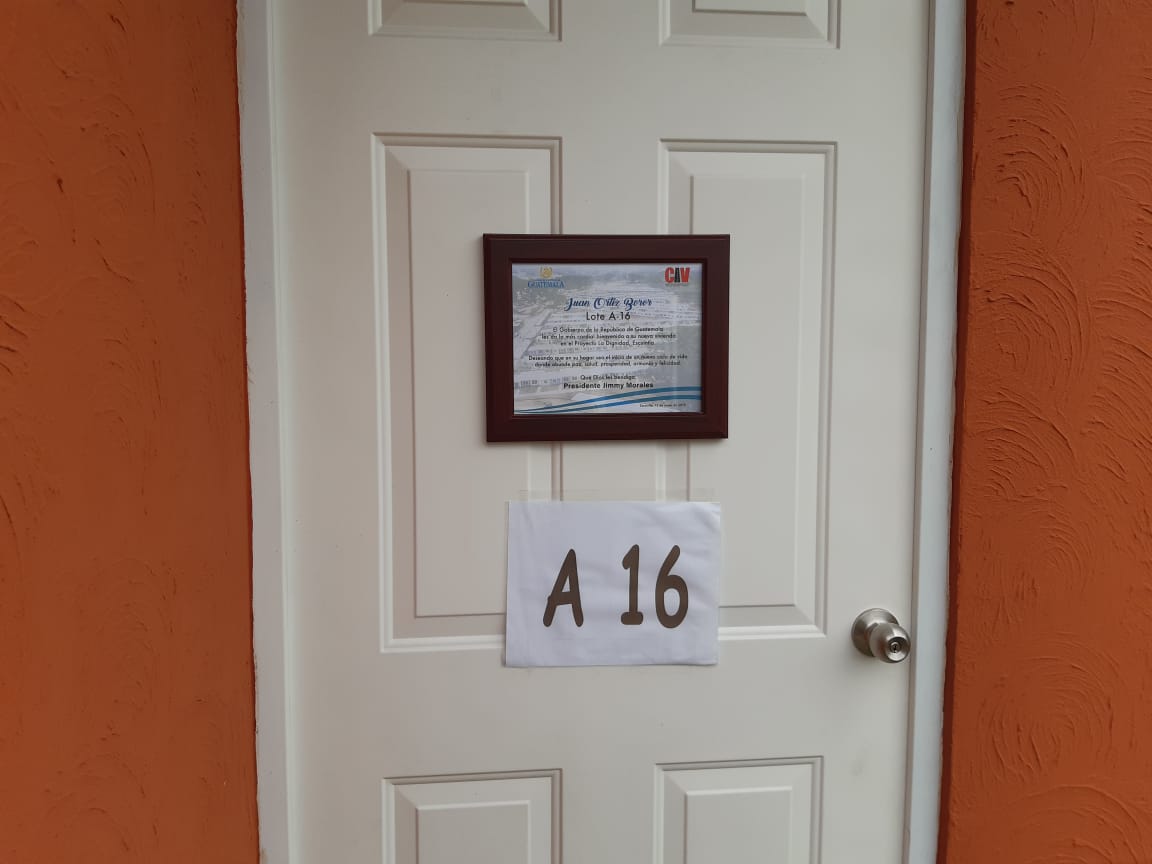 GUATEMALA
CAV
Juan Ortiz Boror
Lote A-16
El Gobierno de la República de Guatemala
les da la más cordial bienvenida a su nueva vivienda
en el Proyecto La Dignidad, Escuintla.
Deseando que en su hogar sea el inicio de un nuevo ciclo de vida
donde abunde paz, salud, prosperidad, armonía y felicidad.
Que Dios les bendiga,
Presidente Jimmy Morales
A 16